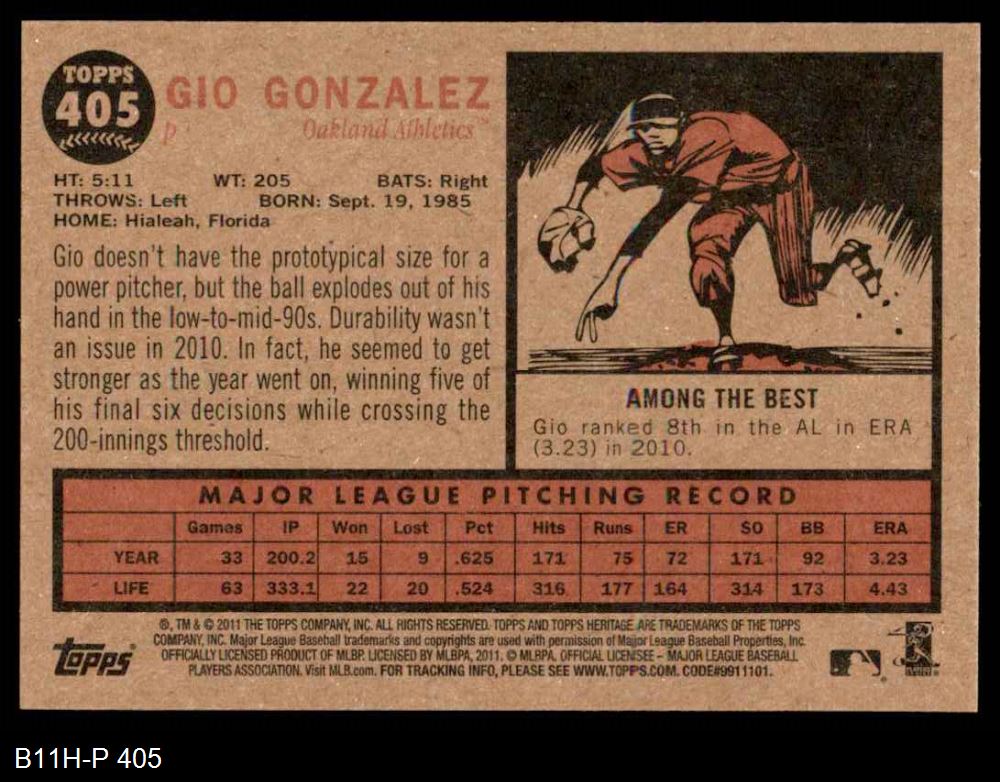 TOPPS
405
GIO GONZALEZ
p Oakland Athletics™
HT: 5:11 WT: 205 BATS: Right
THROWS: Left BORN: Sept. 19, 1985
HOME: Hialeah, Florida
Gio doesn't have the prototypical size for a
power pitcher, but the ball explodes out of his
hand in the low-to-mid-90s. Durability wasn't
an issue in 2010. In fact, he seemed to get
stronger as the year went on, winning five of
his final six decisions while crossing the
200-innings threshold.
AMONG THE BEST
Gio ranked 8th in the AL in ERA
(3.23) in 2010.
MAJOR LEAGUE PITCHING RECORD
Games IP Won Lost Pct Hits Runs ER SO BB ERA
YEAR 33 200.2 15 9 .625 171 75 72 171 92 3.23
LIFE 63 333.1 22 20 .524 316 177 164 314 173 4.43
®, TM & © 2011 THE TOPPS COMPANY, INC. ALL RIGHTS RESERVED. TOPPS AND TOPPS HERITAGE ARE TRADEMARKS OF THE TOPPS
COMPANY, INC. Major League Baseball trademarks and copyrights are used with permission of Major League Baseball Properties, Inc.
OFFICIALLY LICENSED PRODUCT OF MLBP. LICENSED BY MLBPA, 2011. © MLBPA. OFFICIAL LICENSEE – MAJOR LEAGUE BASEBALL
PLAYERS ASSOCIATION. Visit MLB.com. FOR TRACKING INFO, PLEASE SEE WWW.TOPPS.COM. CODE#9911101.
Topps
B11H-P 405